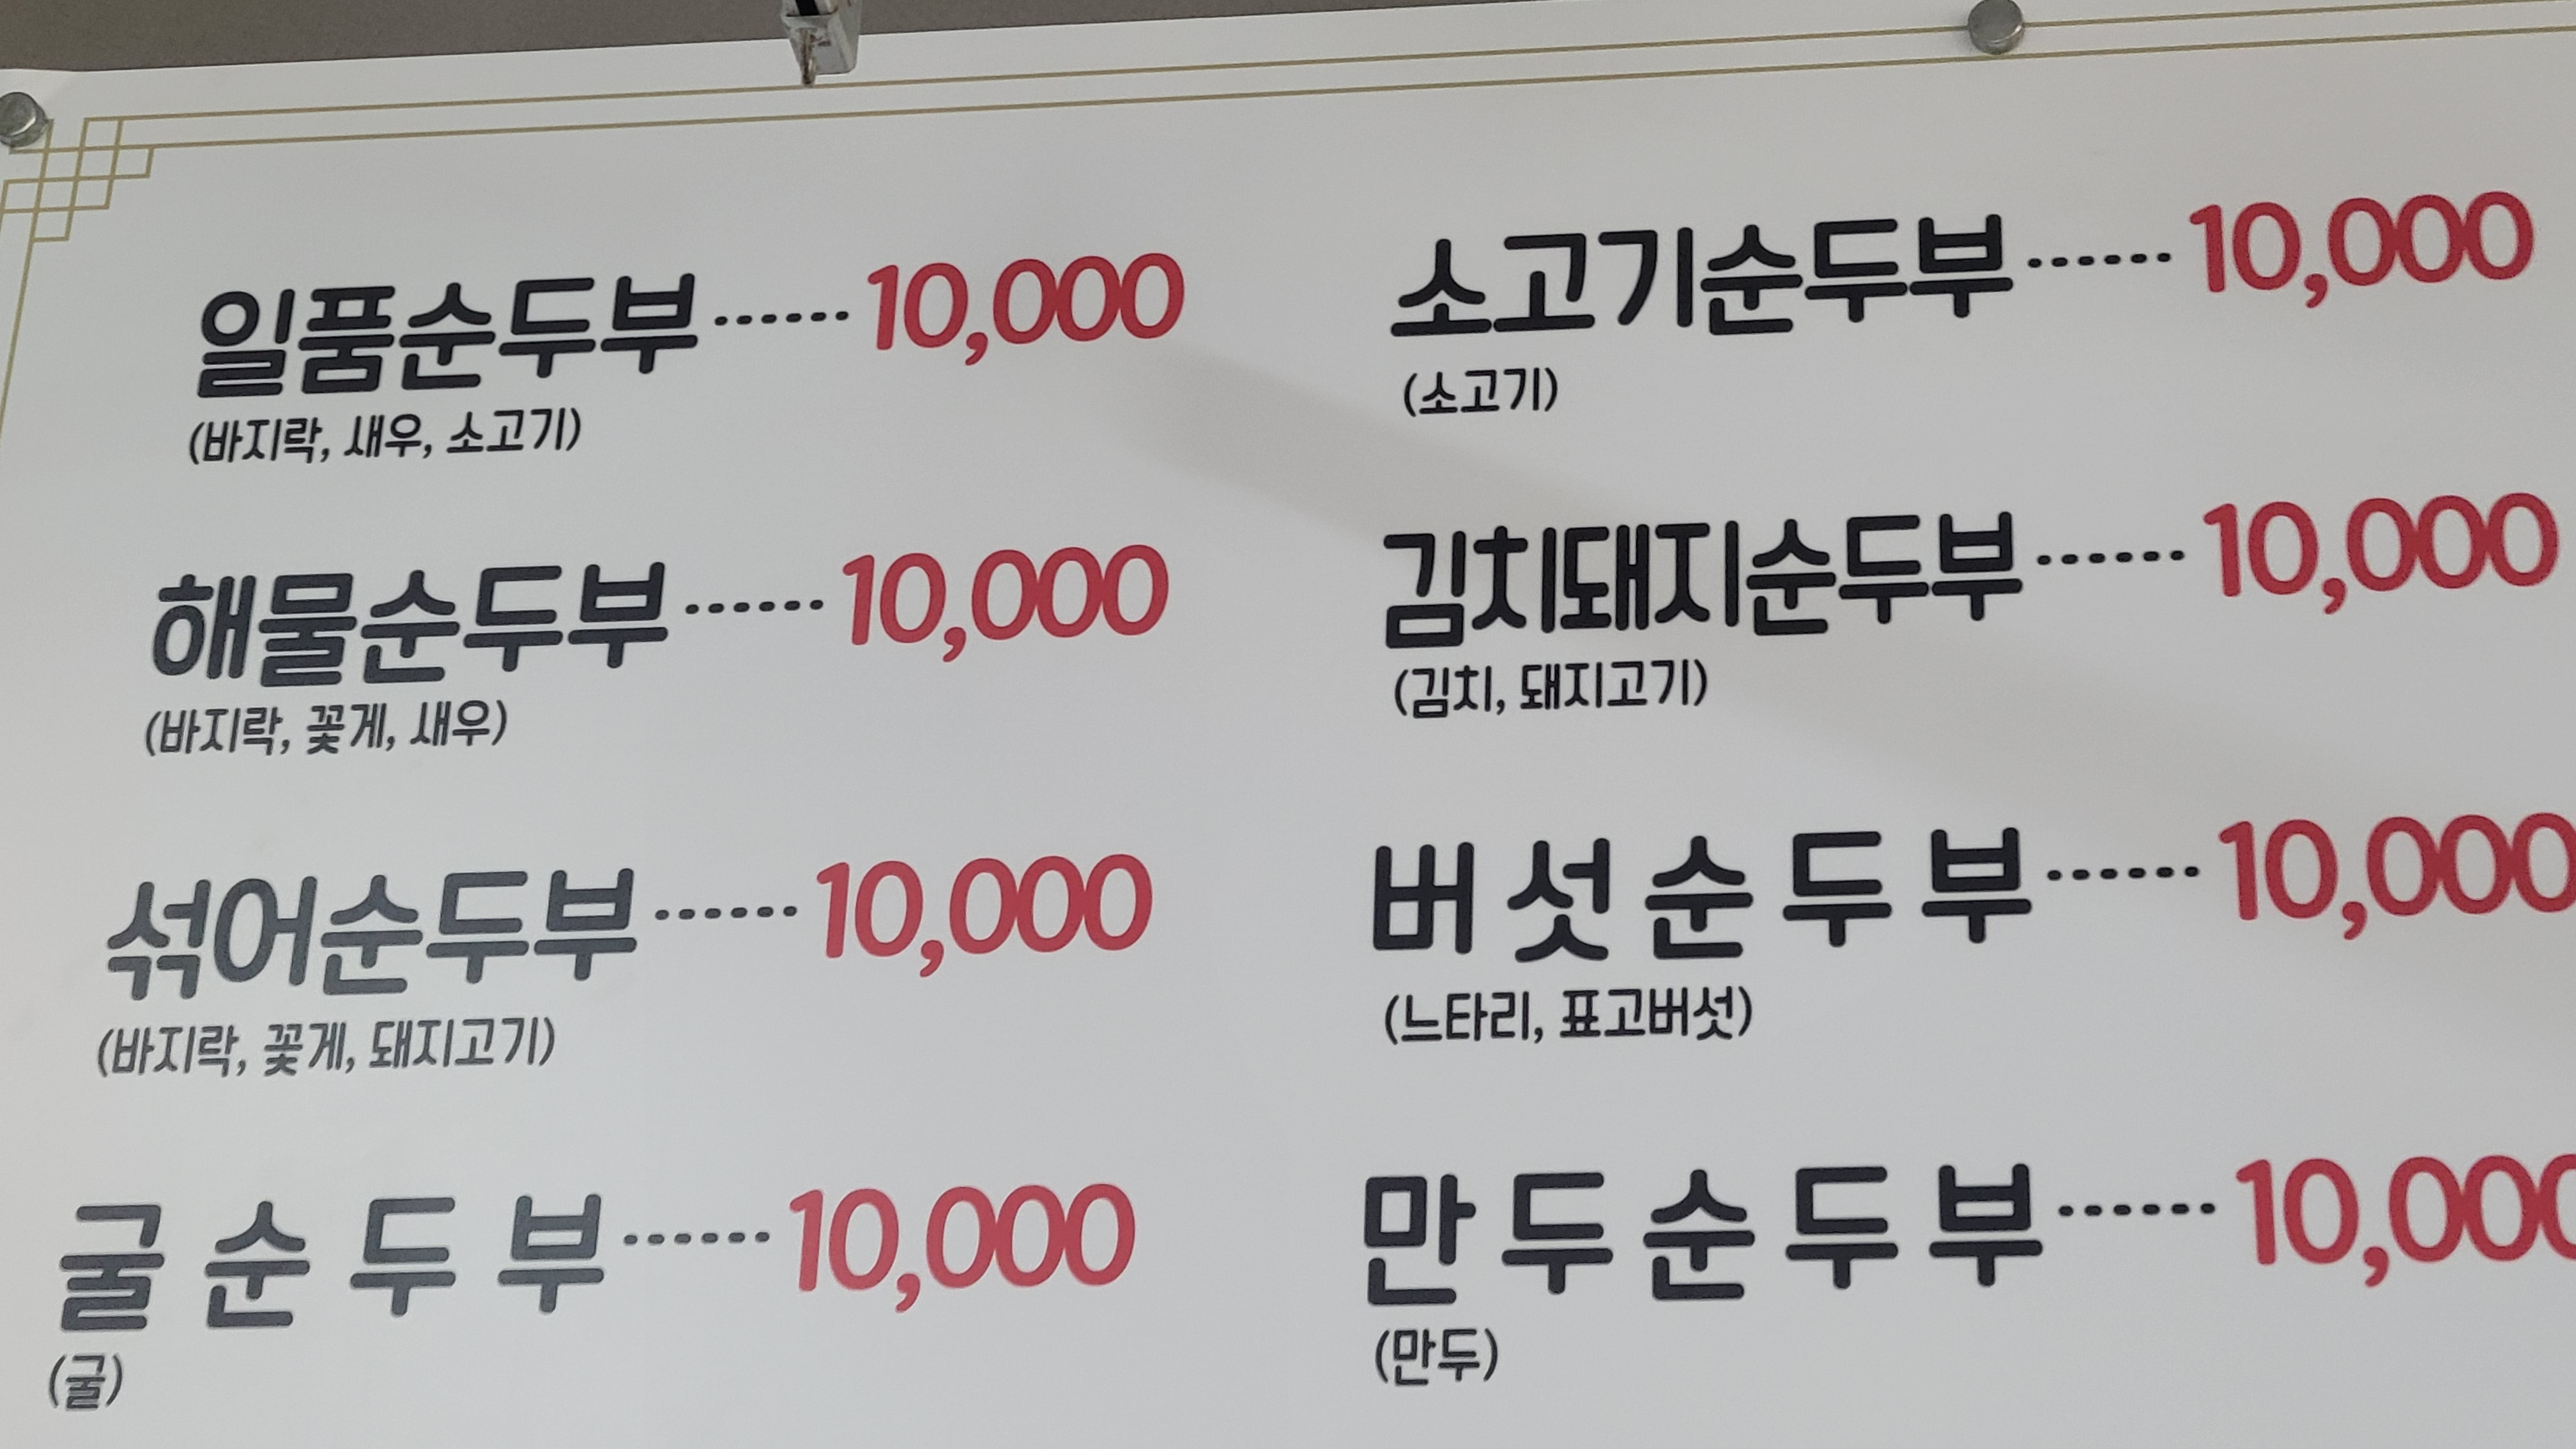 일품순두부 ······ 10,000
(바지락, 새우, 소고기)
해물순두부 ······ 10,000
(바지락, 꽃게, 새우)
섞어순두부 ······ 10,000
(바지락, 꽃게, 돼지고기)
굴순두부 ······ 10,000
(굴)
소고기순두부 ······ 10,000
(소고기)
김치돼지순두부 ······ 10,000
(김치, 돼지고기)
버섯순두부 ······ 10,000
(느타리, 표고버섯)
만두순두부 ······ 10,000
(만두)